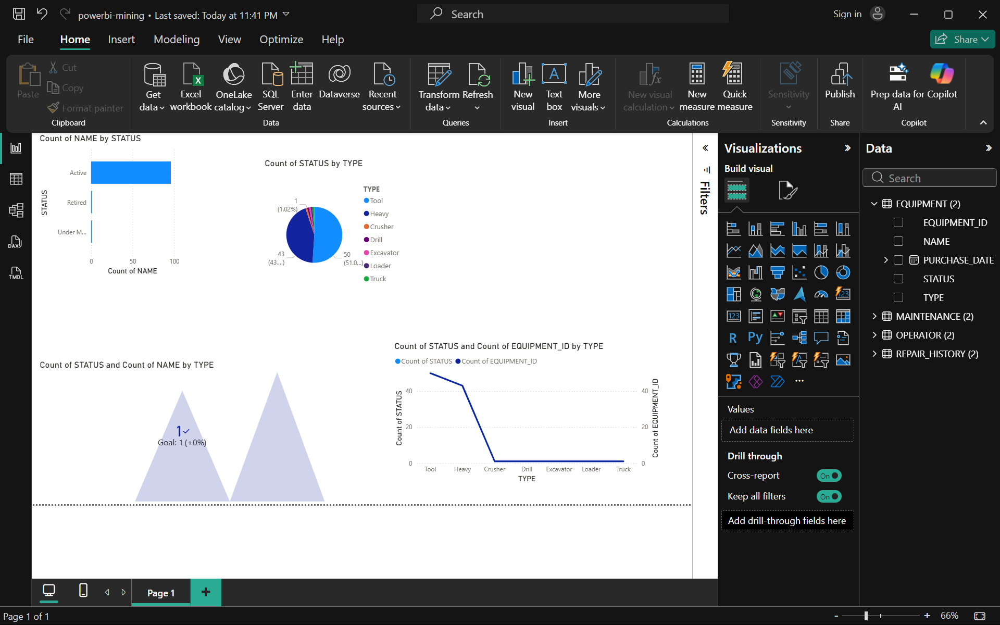 powerbi-mining • Last saved: Today at 11:41 PM
Search
Sign in
File
Home
Insert
Modeling
View
Optimize
Help
Share
Paste
Cut
Copy
Format painter
Clipboard
Get data
Excel workbook
OneLake catalog
SQL Server
Enter data
Dataverse
Recent sources
Data
Transform data
Refresh
Queries
New visual
Text box
More visuals
Insert
New visual calculation
New measure
Quick measure
Calculations
Sensitivity
Sensitivity
Publish
Share
Prep data for AI
Copilot
Copilot
DAX
TMDL
Count of NAME by STATUS
STATUS
Active
Retired
Under M...
0
50
100
Count of NAME
Count of STATUS by TYPE
1
(1.02%)
43
(43....)
50
(51.0...)
TYPE
Tool
Heavy
Crusher
Drill
Excavator
Loader
Truck
Count of STATUS and Count of NAME by TYPE
1
Goal: 1 (+0%)
Count of STATUS and Count of EQUIPMENT_ID by TYPE
Count of STATUS
Count of EQUIPMENT_ID
Count of STATUS
40
20
0
40
20
0
Count of EQUIPMENT_ID
Tool
Heavy
Crusher
Drill
Excavator
Loader
Truck
TYPE
Filters
Visualizations
Build visual
123
123
R
Py
Values
Add data fields here
Drill through
Cross-report
On
Keep all filters
On
Add drill-through fields here
Data
Search
EQUIPMENT (2)
EQUIPMENT_ID
NAME
PURCHASE_DATE
STATUS
TYPE
MAINTENANCE (2)
OPERATOR (2)
REPAIR_HISTORY (2)
Page 1
Page 1 of 1
66%